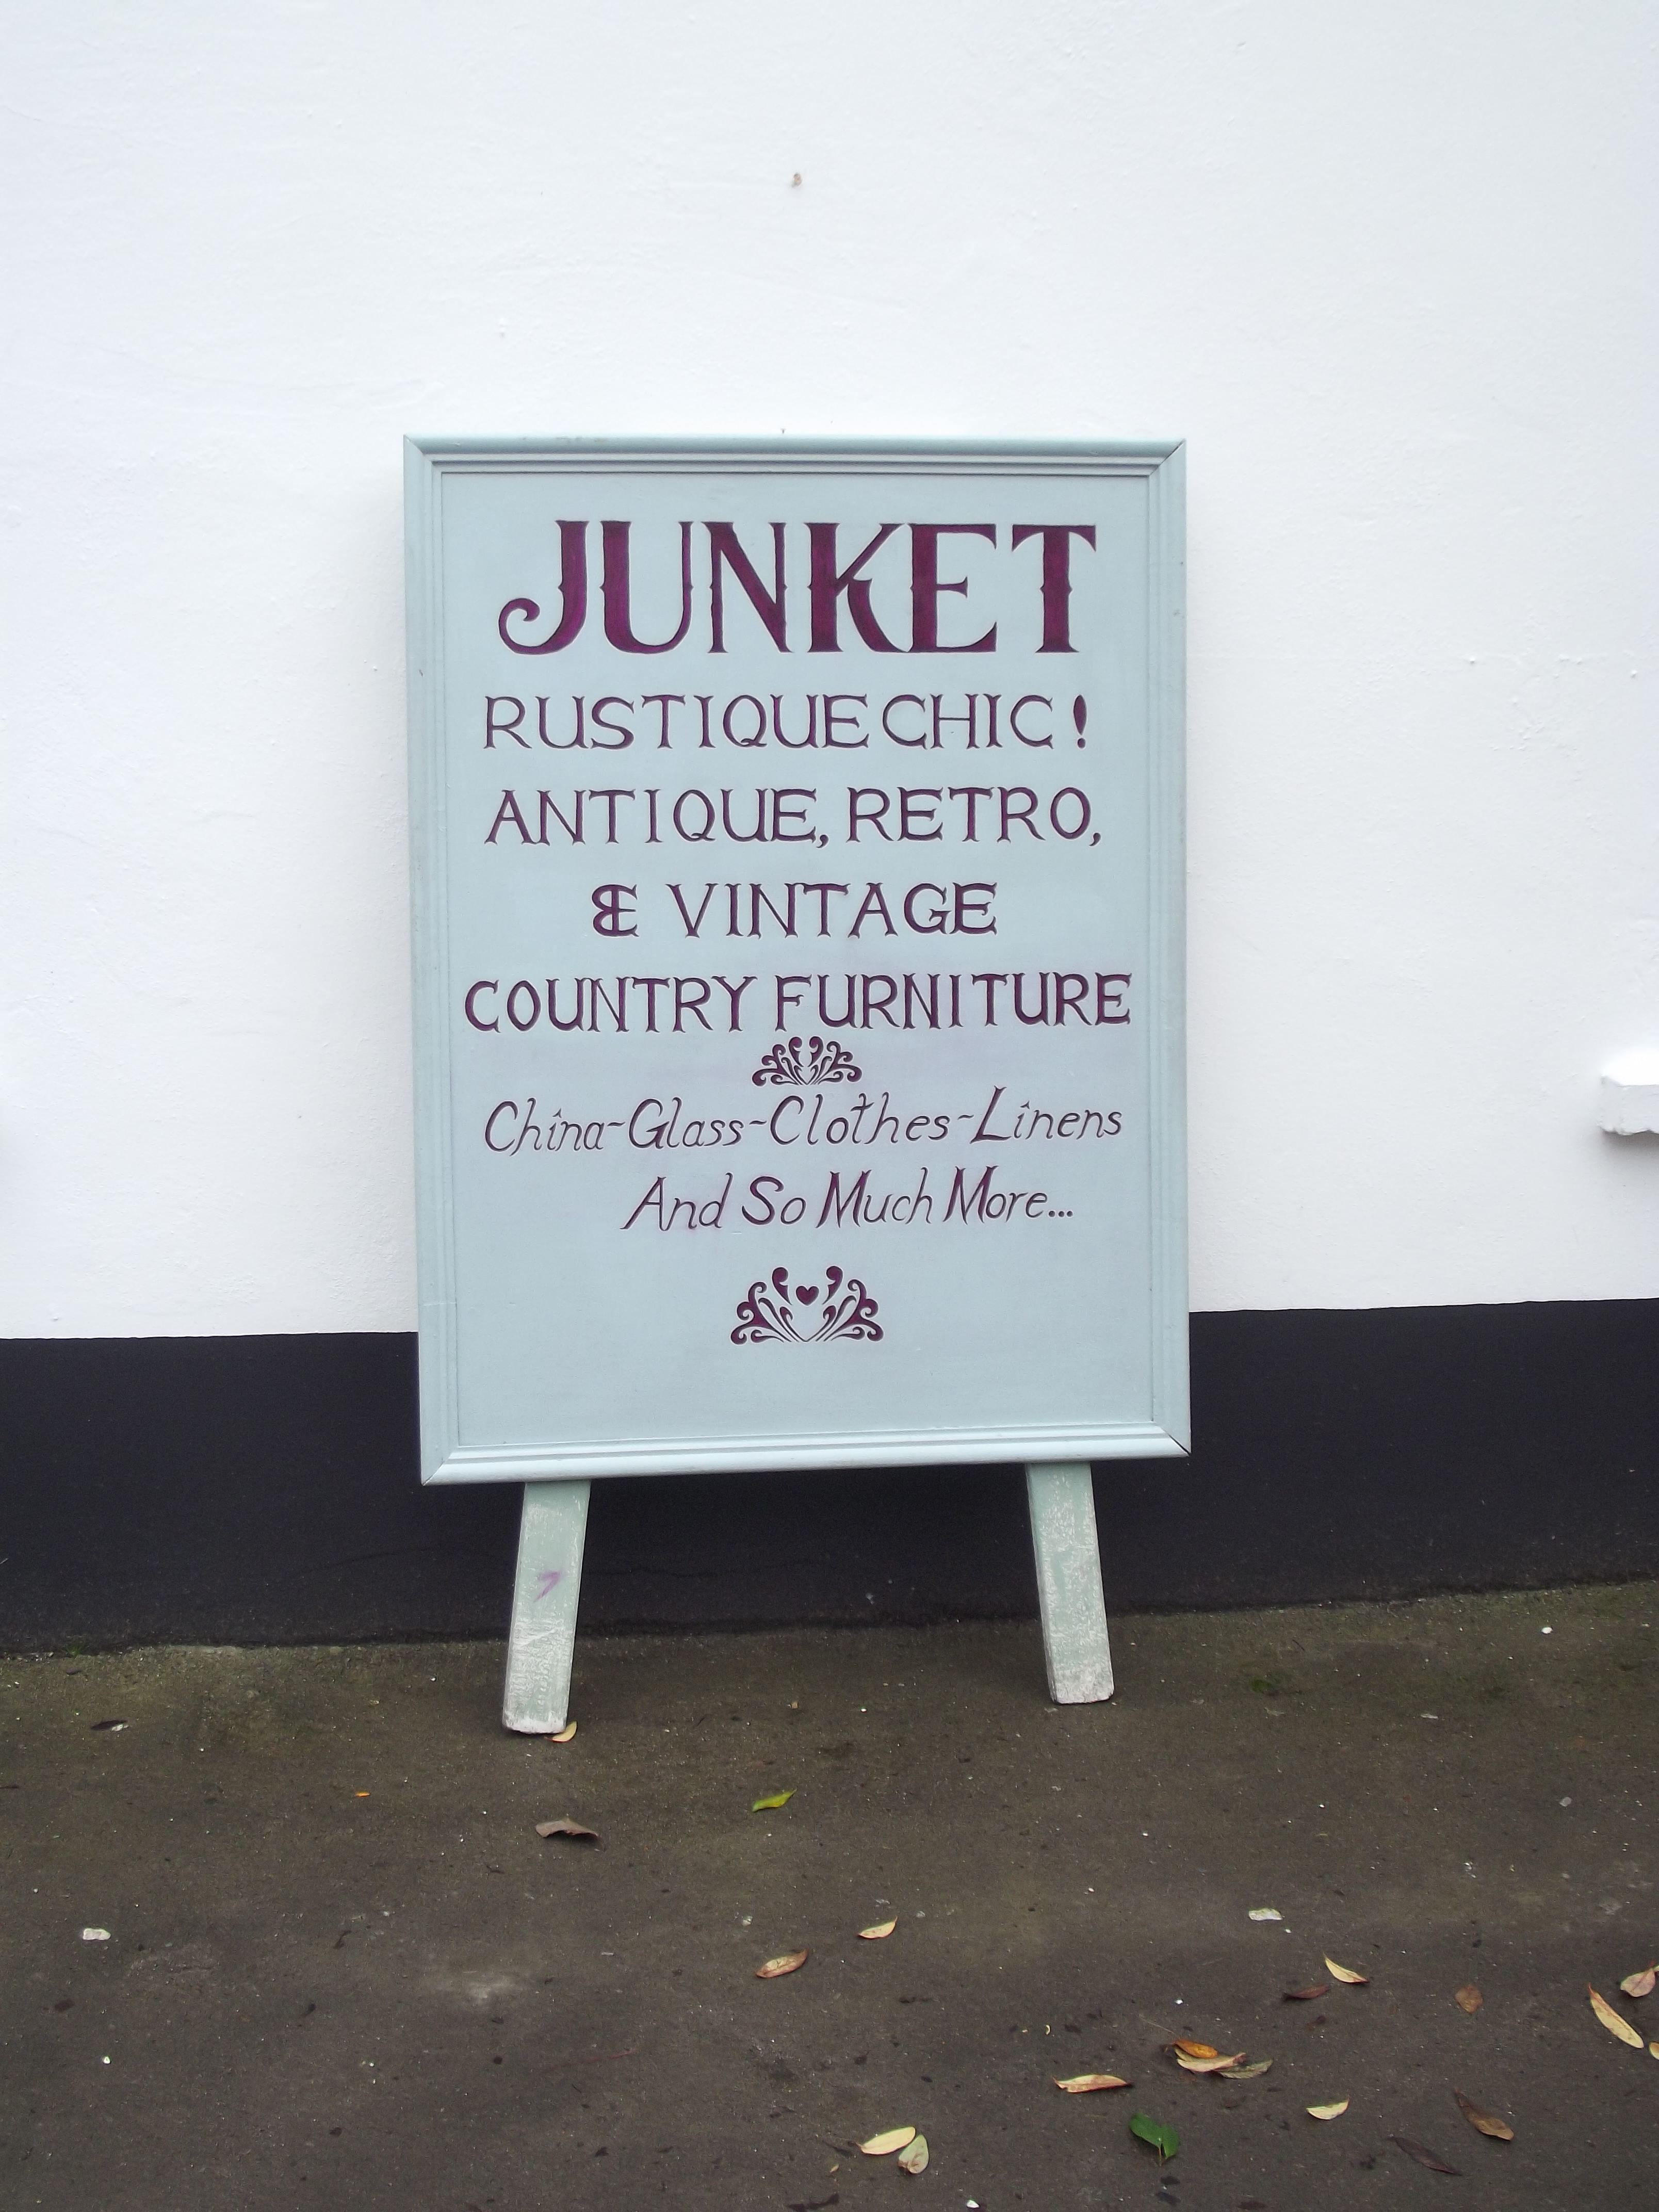 JUNKET
RUSTIQUE CHIC!
ANTIQUE, RETRO,
& VINTAGE
COUNTRY FURNITURE
China~Glass~Clothes~Linens
And So Much More...